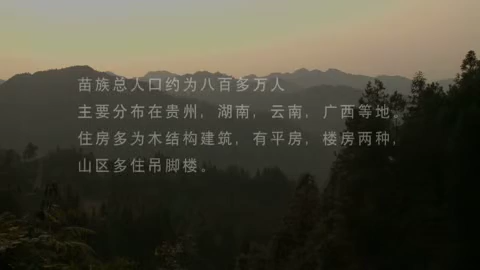 苗族总人口约为八百多万人
主要分布在贵州，湖南，云南，广西等地
住房多为木结构建筑，有平房，楼房两种，
山区多住吊脚楼。